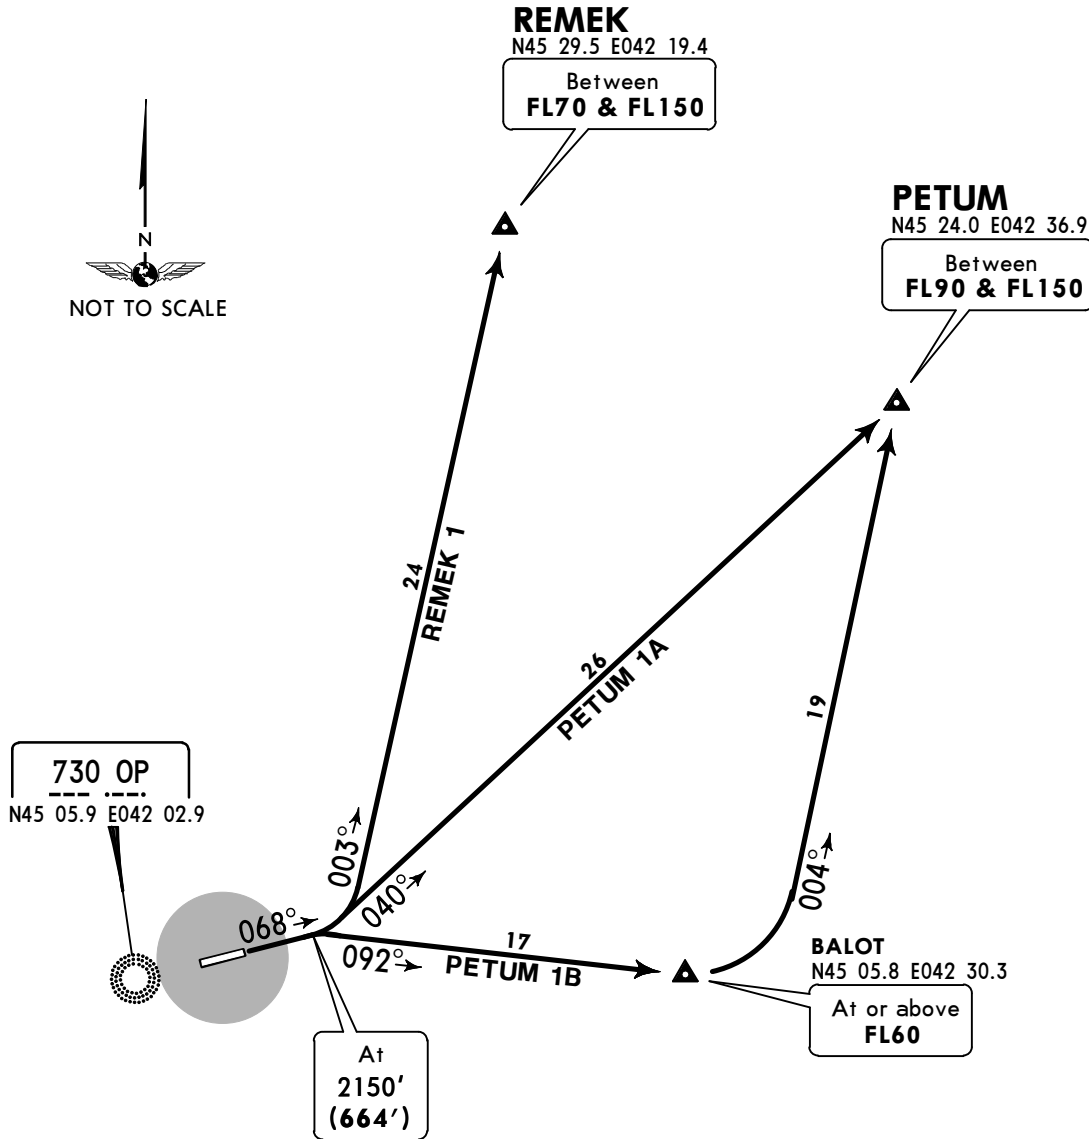 REMEK
N45 29.5 E042 19.4
Between
FL70 & FL150
N
NOT TO SCALE
PETUM
N45 24.0 E042 36.9
Between
FL90 & FL150
24
REMEK 1
26
PETUM 1A
19
730 OP
N45 05.9 E042 02.9
003°
040°
004°
068°
092°
17
PETUM 1B
BALOT
N45 05.8 E042 30.3
At or above
FL60
At
2150'
(664')